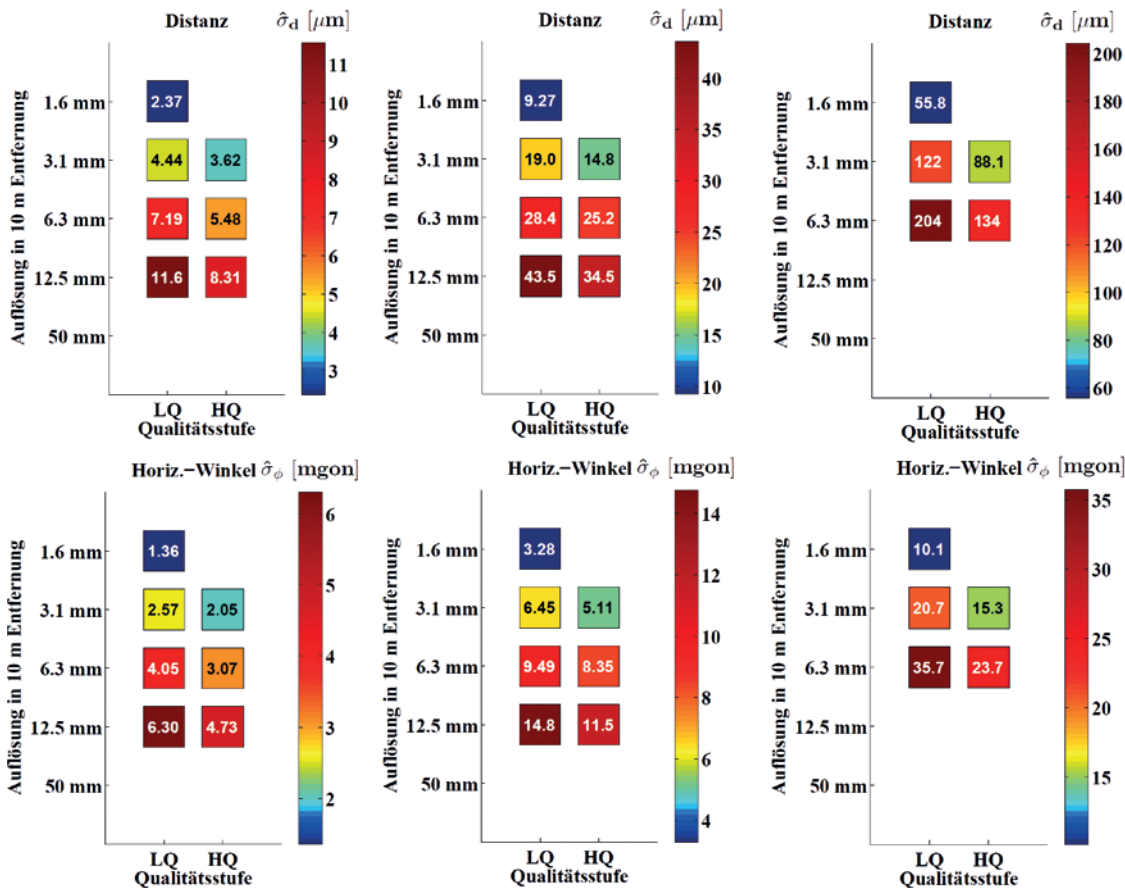 Distanz σ̂_d [μm]
Auflösung in 10 m Entfernung
1.6 mm
3.1 mm
6.3 mm
12.5 mm
50 mm
2.37
4.44 3.62
7.19 5.48
11.6 8.31
LQ HQ
Qualitätsstufe
11
10
9
8
7
6
5
4
3
Distanz σ̂_d [μm]
Auflösung in 10 m Entfernung
1.6 mm
3.1 mm
6.3 mm
12.5 mm
50 mm
9.27
19.0 14.8
28.4 25.2
43.5 34.5
LQ HQ
Qualitätsstufe
40
35
30
25
20
15
10
Distanz σ̂_d [μm]
Auflösung in 10 m Entfernung
1.6 mm
3.1 mm
6.3 mm
12.5 mm
50 mm
55.8
122 88.1
204 134
LQ HQ
Qualitätsstufe
200
180
160
140
120
100
80
60
Horiz.−Winkel σ̂_ϕ [mgon]
Auflösung in 10 m Entfernung
1.6 mm
3.1 mm
6.3 mm
12.5 mm
50 mm
1.36
2.57 2.05
4.05 3.07
6.30 4.73
LQ HQ
Qualitätsstufe
6
5
4
3
2
Horiz.−Winkel σ̂_ϕ [mgon]
Auflösung in 10 m Entfernung
1.6 mm
3.1 mm
6.3 mm
12.5 mm
50 mm
3.28
6.45 5.11
9.49 8.35
14.8 11.5
LQ HQ
Qualitätsstufe
14
12
10
8
6
4
Horiz.−Winkel σ̂_ϕ [mgon]
Auflösung in 10 m Entfernung
1.6 mm
3.1 mm
6.3 mm
12.5 mm
50 mm
10.1
20.7 15.3
35.7 23.7
LQ HQ
Qualitätsstufe
35
30
25
20
15